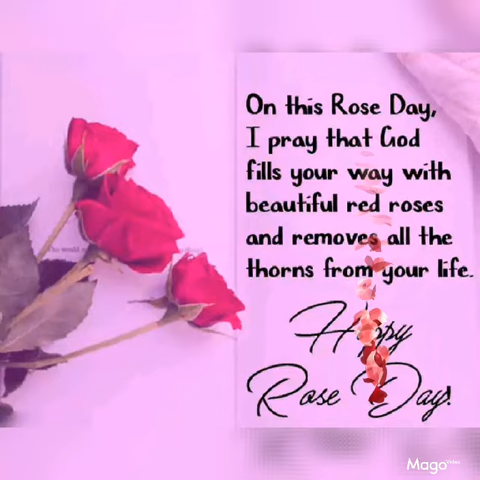 On this Rose Day,
I pray that God
fills your way with
beautiful red roses
and removes all the
thorns from your life.
Happy
Rose Day!
Mago